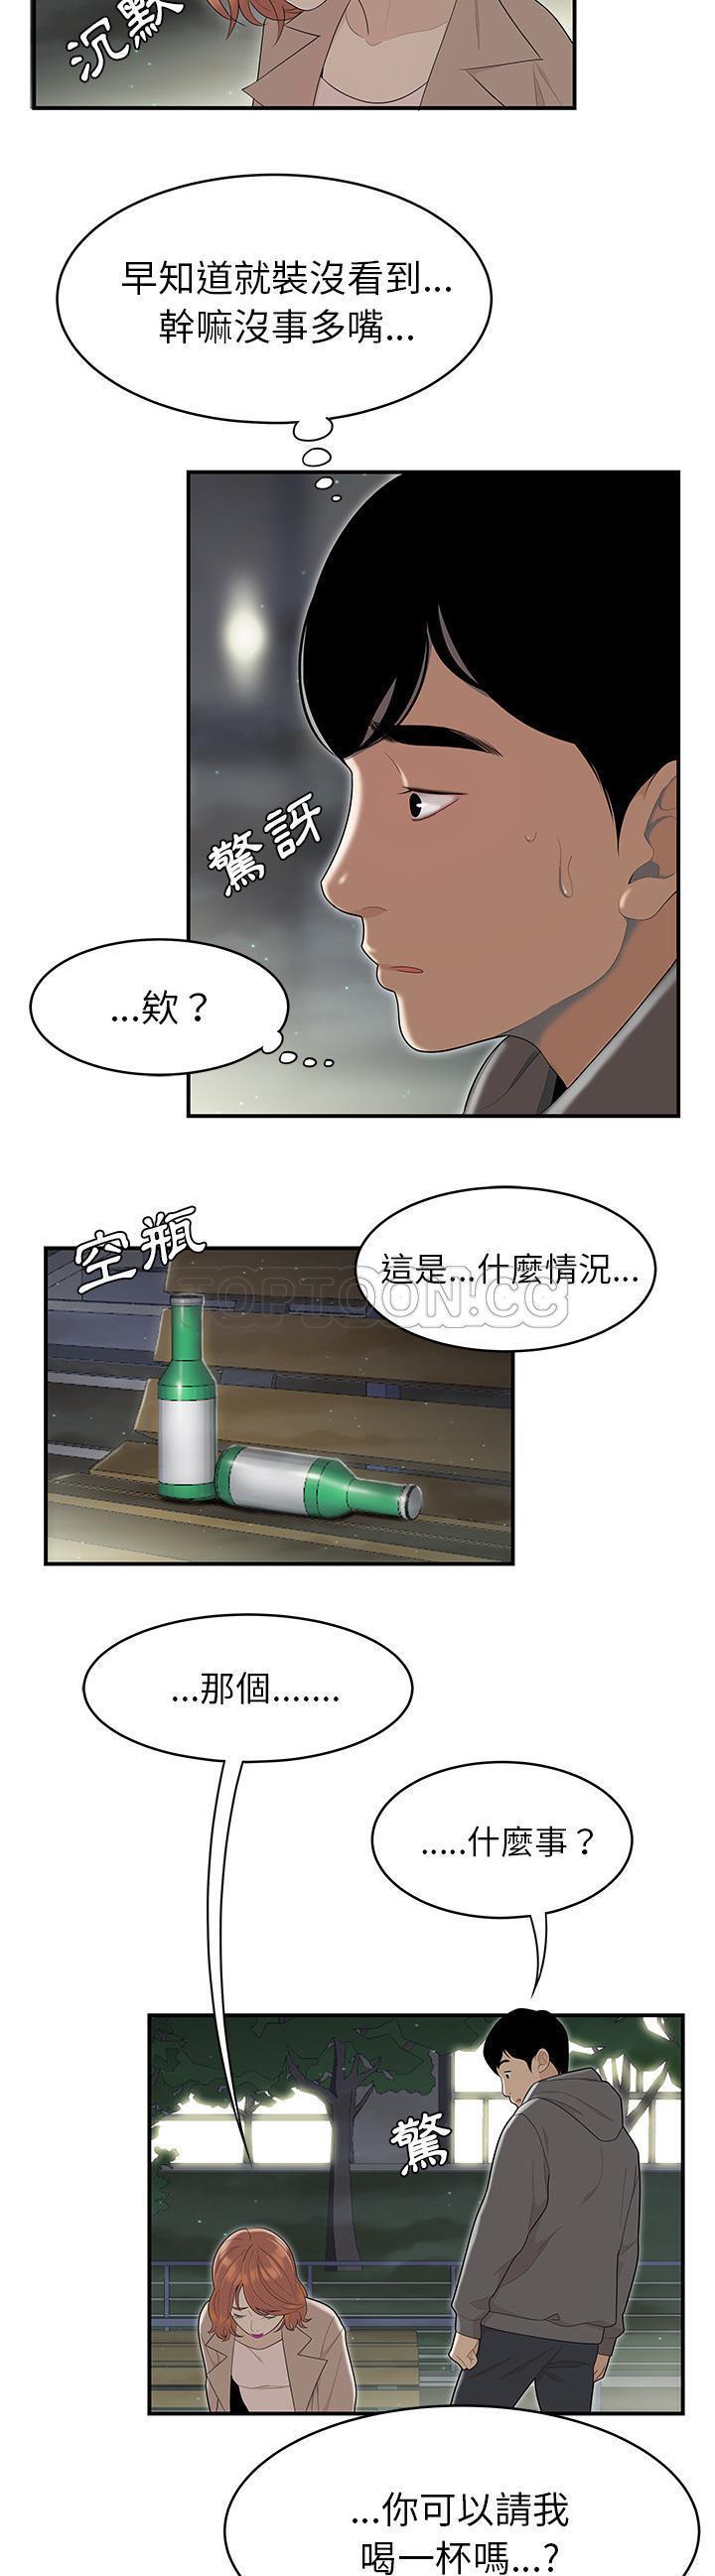 沉默
早知道就裝沒看到...
幹嘛沒事多嘴...
驚訝
...欸？
空瓶
這是...什麼情況...
TOPTOON.CC
...那個.......
.....什麼事？
驚
...你可以請我
喝一杯嗎...?